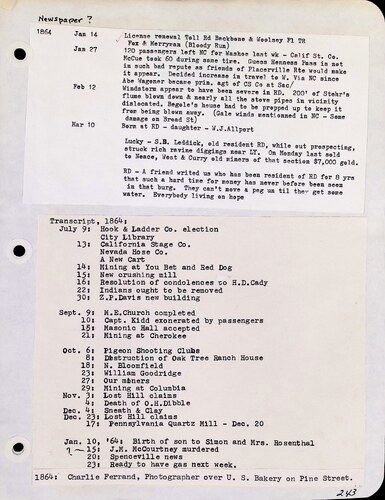 Newspaper ?
1864 Jan 14 License renewal Toll Rd Beckbess & Woolsey Fl Tt
Fox & Merryman (Bloody Run)
Jan 27 120 passengers left NC for Washoe last wk - Calif St. Co.
McCue took 60 during same time. Guess Henness Pass is not
in such bad repute as friends of Placerville Rte would make
it appear. Decided increase in travel to W. Via NC since
Abe Wagoner became prin. agt of CS Co at Sac/
Feb 12 Windstorm appear to have been severe in RD. 200' of Stehr's
flume blown down & nearly all the stove pipes in vicinity
dislocated. Begole's house had to be propped up to keep it
from being blown away. (Gale winds mentioned in NC - Some
damage on Broad St)
Mar 10 Born at RD - daughter - W.J.Allport
Lucky - S.B. Leddick, old resident RD, while out prospecting,
struck rich ravine diggings near LY. On Monday last sold
to Neace, West & Curry old miners of that section $7,000 gold.
RD - A friend writes us who has been resident of RD for 8 yrs
that such a hard time for money has never before been seen
in that burg. They can't move a peg un til they get some
water. Everybody living on hope
Transcript, 1864:
July 9: Hook & Ladder Co. election
City Library
13: California Stage Co.
Nevada Hose Co.
A New Cart
14: Mining at You Bet and Red Dog
15: New crushing mill
16: Resolution of condolences to H.D.Cady
22: Indians ought to be removed
30: Z.P.Davis new building
Sept. 9: M.E.Church completed
10: Capt. Kidd exonerated by passengers
15: Masonic Hall accepted
21: Mining at Cherokee
Oct. 6: Pigeon Shooting Clubs
8: Destruction of Oak Tree Ranch House
18: N. Bloomfield
23: William Goodridge
27: Our miners
29: Mining at Columbia
Nov. 3: Lost Hill claims
4: Death of O.H.Dibble
Dec. 4: Sneath & Clay
Dec. 23: Lost Hill claims
17: Pennsylvania Quartz Mill - Dec. 20
Jan. 10, '64: Birth of son to Simon and Mrs. Rosenthal
?-15: J.M. McCourtney murdered
20: Spenceville news
23: Ready to have gas next week.
1864: Charlie Ferrand, Photographer over U. S. Bakery on Pine Street.
243